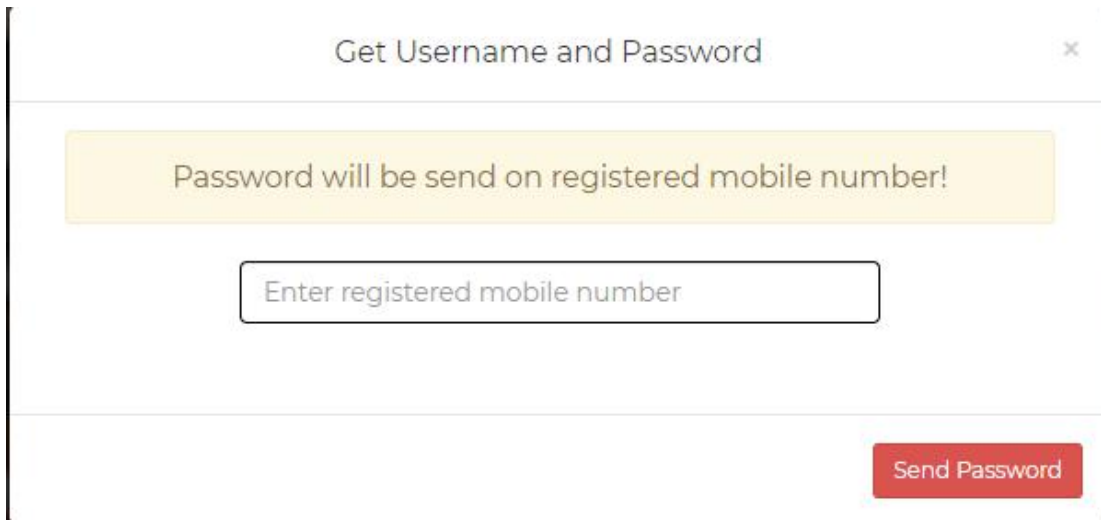 Get Username and Password ×
Password will be send on registered mobile number!
Enter registered mobile number
Send Password